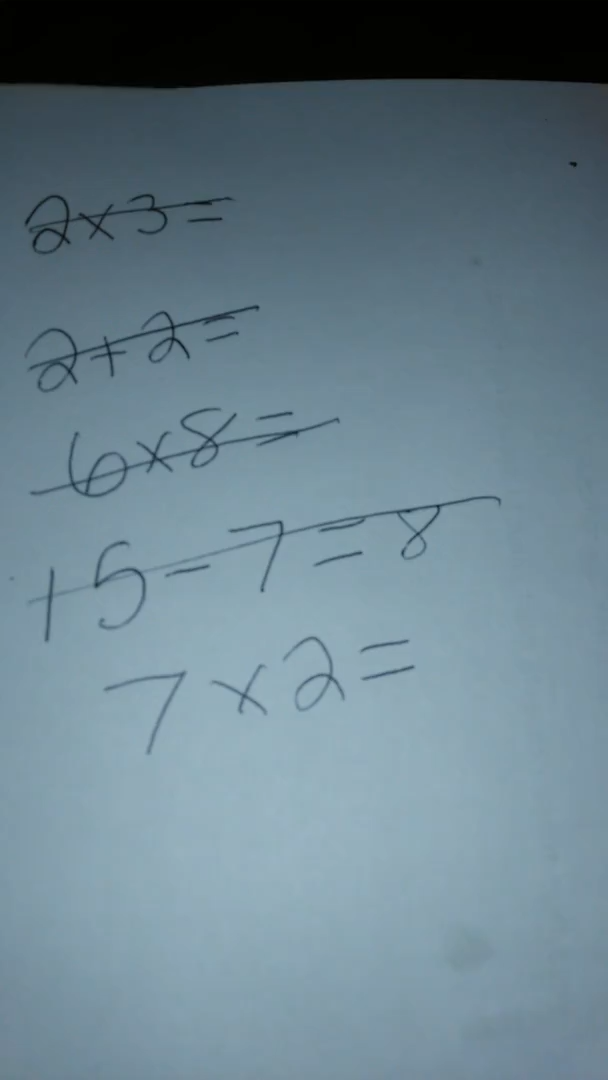 2x3=
2+2=
6x8=
15-7=8
7x2=